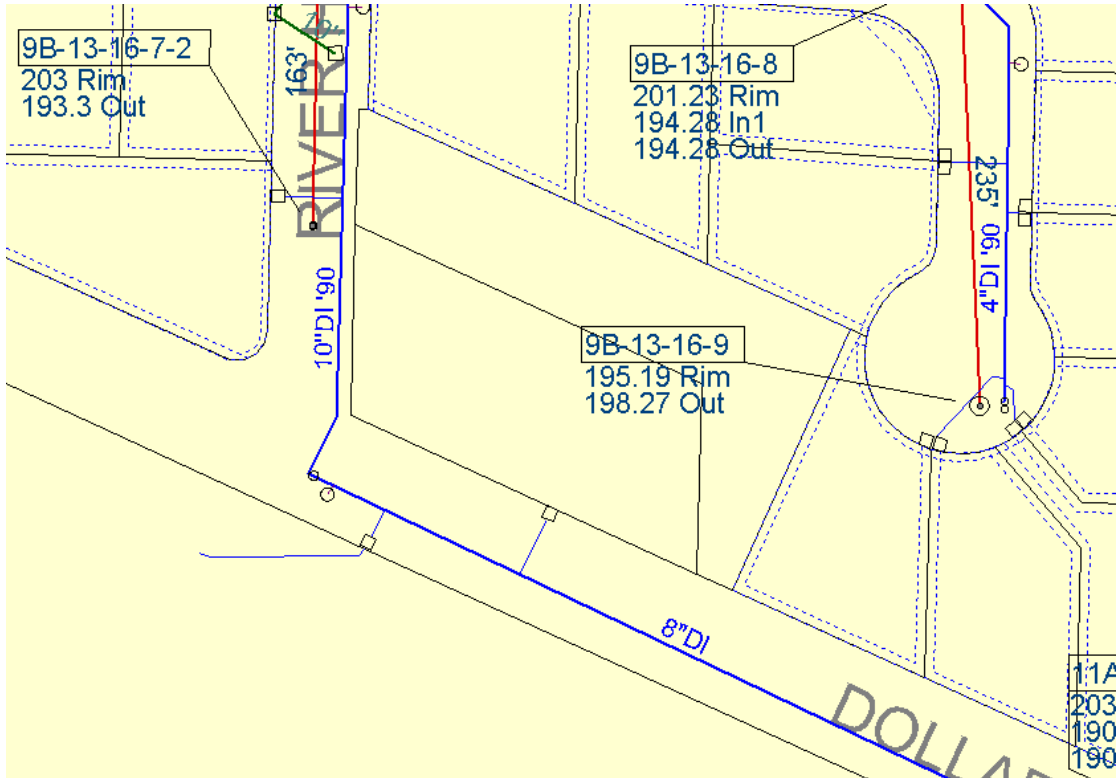 9B-13-16-7-2
203 Rim
193.3 Out
163'
9B-13-16-8
201.23 Rim
194.28 In1
194.28 Out
235'
4"DI '90
10"DI '90
9B-13-16-9
195.19 Rim
198.27 Out
8"DI
11A
203
190
190